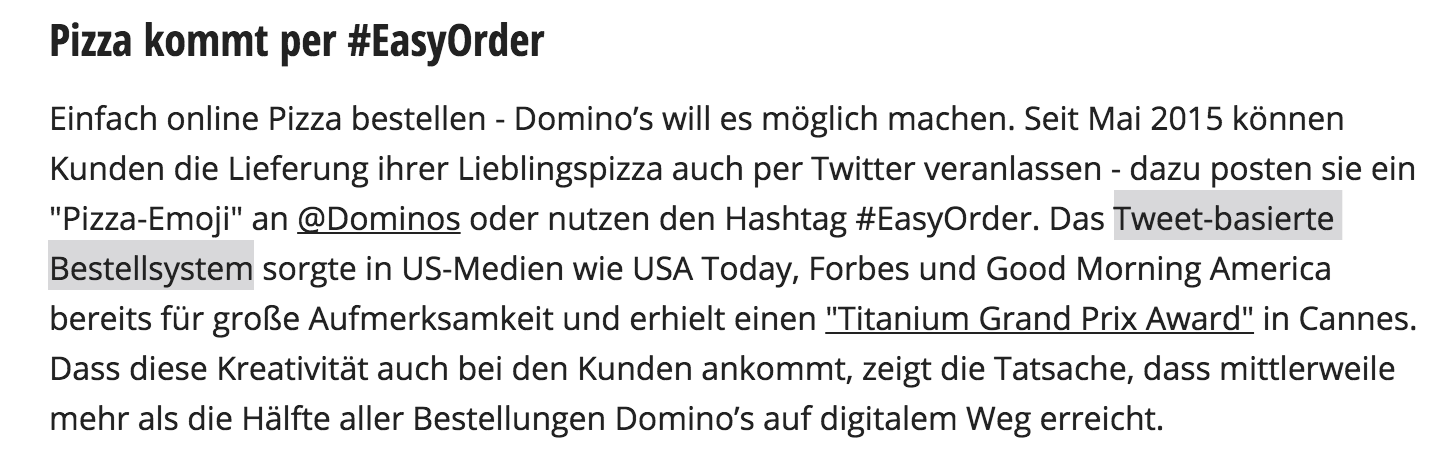 Pizza kommt per #EasyOrder
Einfach online Pizza bestellen - Domino’s will es möglich machen. Seit Mai 2015 können
Kunden die Lieferung ihrer Lieblingspizza auch per Twitter veranlassen - dazu posten sie ein
"Pizza-Emoji" an @Dominos oder nutzen den Hashtag #EasyOrder. Das Tweet-basierte
Bestellsystem sorgte in US-Medien wie USA Today, Forbes und Good Morning America
bereits für große Aufmerksamkeit und erhielt einen "Titanium Grand Prix Award" in Cannes.
Dass diese Kreativität auch bei den Kunden ankommt, zeigt die Tatsache, dass mittlerweile
mehr als die Hälfte aller Bestellungen Domino’s auf digitalem Weg erreicht.